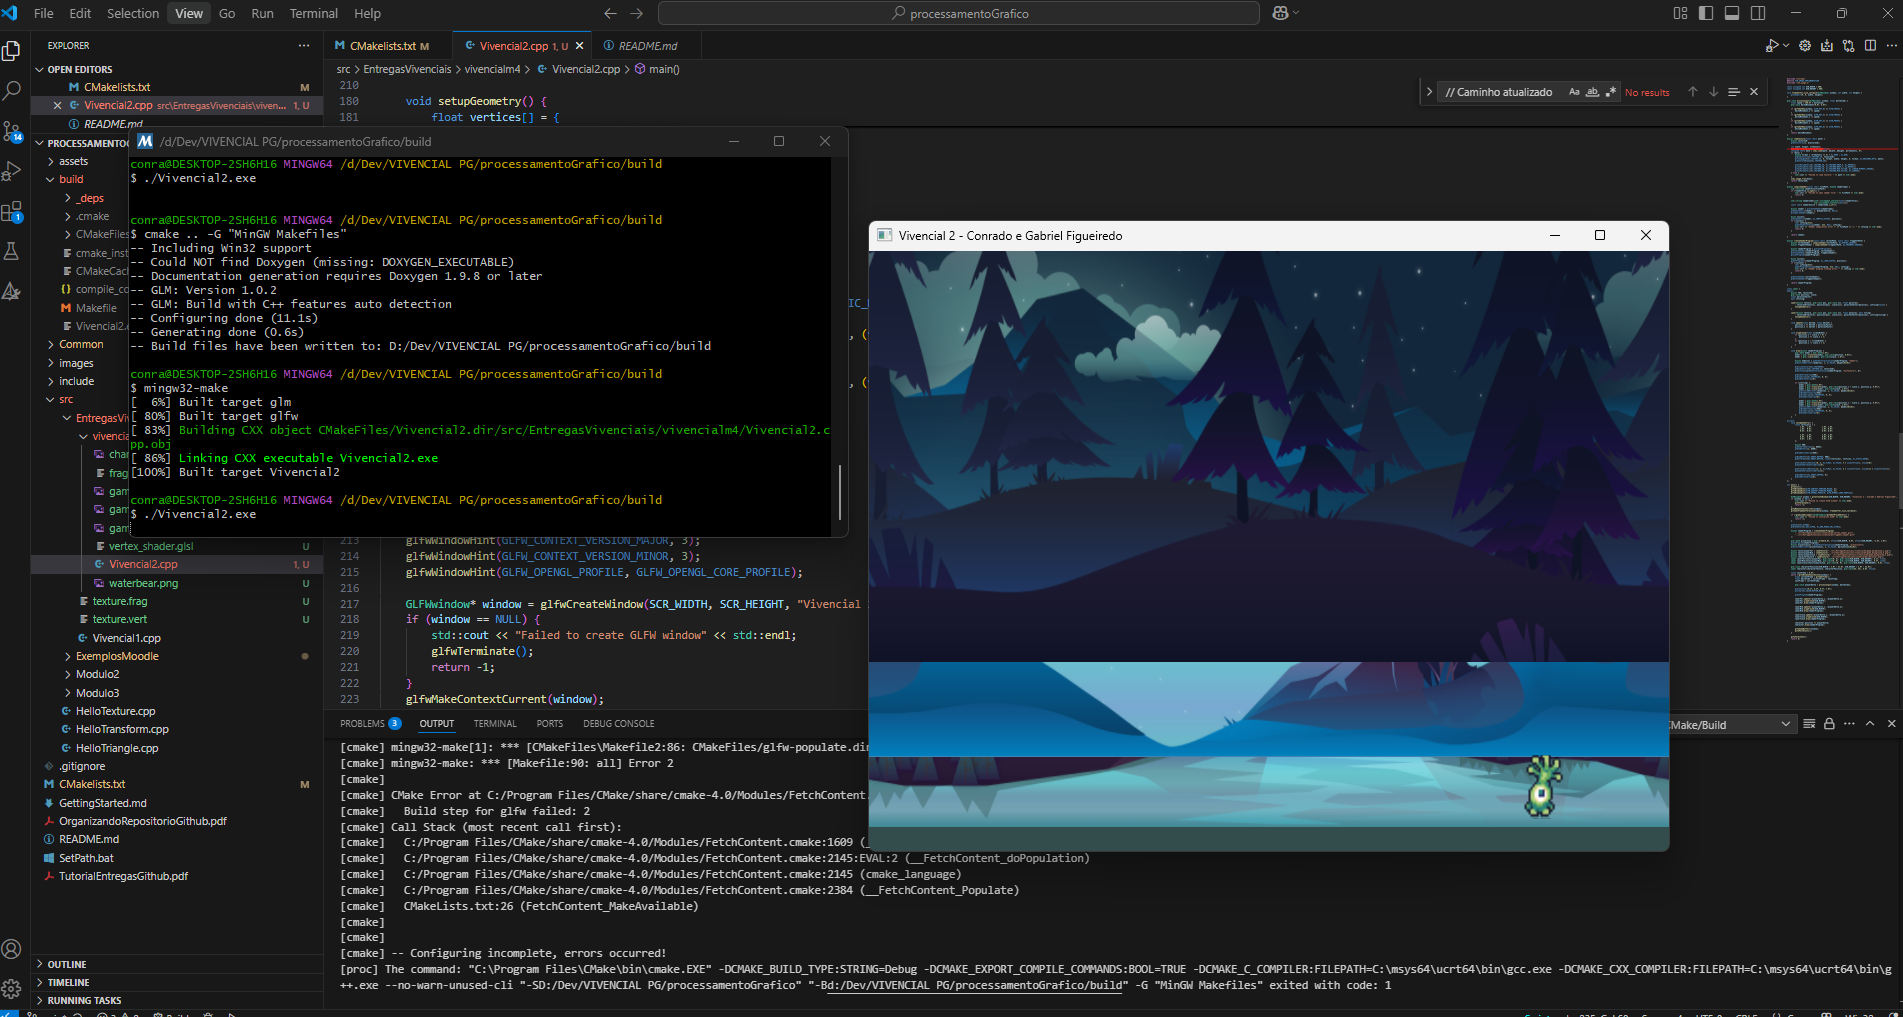 File Edit Selection View Go Run Terminal Help
processamentoGrafico
EXPLORER
OPEN EDITORS
CMakelists.txt M
Vivencial2.cpp src\EntregasVivenciais\viven... 1, U
README.md
PROCESSAMENTOG
assets
build
_deps
.cmake
CMakeFiles
cmake_inst
CMakeCac
compile_co
Makefile
Vivencial2.
Common
images
include
src
EntregasVi
vivencia
cha
frag
gam
gam
gam
vertex_shader.glsl U
Vivencial2.cpp 1, U
waterbear.png U
texture.frag U
texture.vert U
Vivencial1.cpp
ExemplosMoodle
Modulo2
Modulo3
HelloTexture.cpp
HelloTransform.cpp
HelloTriangle.cpp
.gitignore
CMakelists.txt M
GettingStarted.md
OrganizandoRepositorioGithub.pdf
README.md
SetPath.bat
TutorialEntregasGithub.pdf
OUTLINE
TIMELINE
RUNNING TASKS
CMakelists.txt M
Vivencial2.cpp 1, U
README.md
src > EntregasVivenciais > vivencialm4 > Vivencial2.cpp > main()
210
180 void setupGeometry() {
181 float vertices[] = {
// Caminho atualizado
No results
/d/Dev/VIVENCIAL PG/processamentoGrafico/build
conra@DESKTOP-2SH6H16 MINGW64 /d/Dev/VIVENCIAL PG/processamentoGrafico/build
$ ./Vivencial2.exe
conra@DESKTOP-2SH6H16 MINGW64 /d/Dev/VIVENCIAL PG/processamentoGrafico/build
$ cmake .. -G "MinGW Makefiles"
-- Including Win32 support
-- Could NOT find Doxygen (missing: DOXYGEN_EXECUTABLE)
-- Documentation generation requires Doxygen 1.9.8 or later
-- GLM: Version 1.0.2
-- GLM: Build with C++ features auto detection
-- Configuring done (11.1s)
-- Generating done (0.6s)
-- Build files have been written to: D:/Dev/VIVENCIAL PG/processamentoGrafico/build
conra@DESKTOP-2SH6H16 MINGW64 /d/Dev/VIVENCIAL PG/processamentoGrafico/build
$ mingw32-make
[  6%] Built target glm
[ 80%] Built target glfw
[ 83%] Building CXX object CMakeFiles/Vivencial2.dir/src/EntregasVivenciais/vivencialm4/Vivencial2.c
pp.obj
[ 86%] Linking CXX executable Vivencial2.exe
[100%] Built target Vivencial2
conra@DESKTOP-2SH6H16 MINGW64 /d/Dev/VIVENCIAL PG/processamentoGrafico/build
$ ./Vivencial2.exe
213 glfwWindowHint(GLFW_CONTEXT_VERSION_MAJOR, 3);
214 glfwWindowHint(GLFW_CONTEXT_VERSION_MINOR, 3);
215 glfwWindowHint(GLFW_OPENGL_PROFILE, GLFW_OPENGL_CORE_PROFILE);
216
217 GLFWwindow* window = glfwCreateWindow(SCR_WIDTH, SCR_HEIGHT, "Vivencial
218 if (window == NULL) {
219 std::cout << "Failed to create GLFW window" << std::endl;
220 glfwTerminate();
221 return -1;
222 }
223 glfwMakeContextCurrent(window);
Vivencial 2 - Conrado e Gabriel Figueiredo
PROBLEMS 3 OUTPUT TERMINAL PORTS DEBUG CONSOLE
CMake/Build
[cmake] mingw32-make[1]: *** [CMakeFiles\Makefile2:86: CMakeFiles/glfw-populate.dir
[cmake] mingw32-make: *** [Makefile:90: all] Error 2
[cmake]
[cmake] CMake Error at C:/Program Files/CMake/share/cmake-4.0/Modules/FetchContent.
[cmake] Build step for glfw failed: 2
[cmake] Call Stack (most recent call first):
[cmake] C:/Program Files/CMake/share/cmake-4.0/Modules/FetchContent.cmake:1609 (
[cmake] C:/Program Files/CMake/share/cmake-4.0/Modules/FetchContent.cmake:2145:EVAL:2 (__FetchContent_doPopulation)
[cmake] C:/Program Files/CMake/share/cmake-4.0/Modules/FetchContent.cmake:2145 (cmake_language)
[cmake] C:/Program Files/CMake/share/cmake-4.0/Modules/FetchContent.cmake:2384 (__FetchContent_Populate)
[cmake] CMakeLists.txt:26 (FetchContent_MakeAvailable)
[cmake]
[cmake]
[cmake] -- Configuring incomplete, errors occurred!
[proc] The command: "C:\Program Files\CMake\bin\cmake.EXE" -DCMAKE_BUILD_TYPE:STRING=Debug -DCMAKE_EXPORT_COMPILE_COMMANDS:BOOL=TRUE -DCMAKE_C_COMPILER:FILEPATH=C:\msys64\ucrt64\bin\gcc.exe -DCMAKE_CXX_COMPILER:FILEPATH=C:\msys64\ucrt64\bin\g
++.exe --no-warn-unused-cli "-SD:/Dev/VIVENCIAL PG/processamentoGrafico" "-Bd:/Dev/VIVENCIAL PG/processamentoGrafico/build" -G "MinGW Makefiles" exited with code: 1